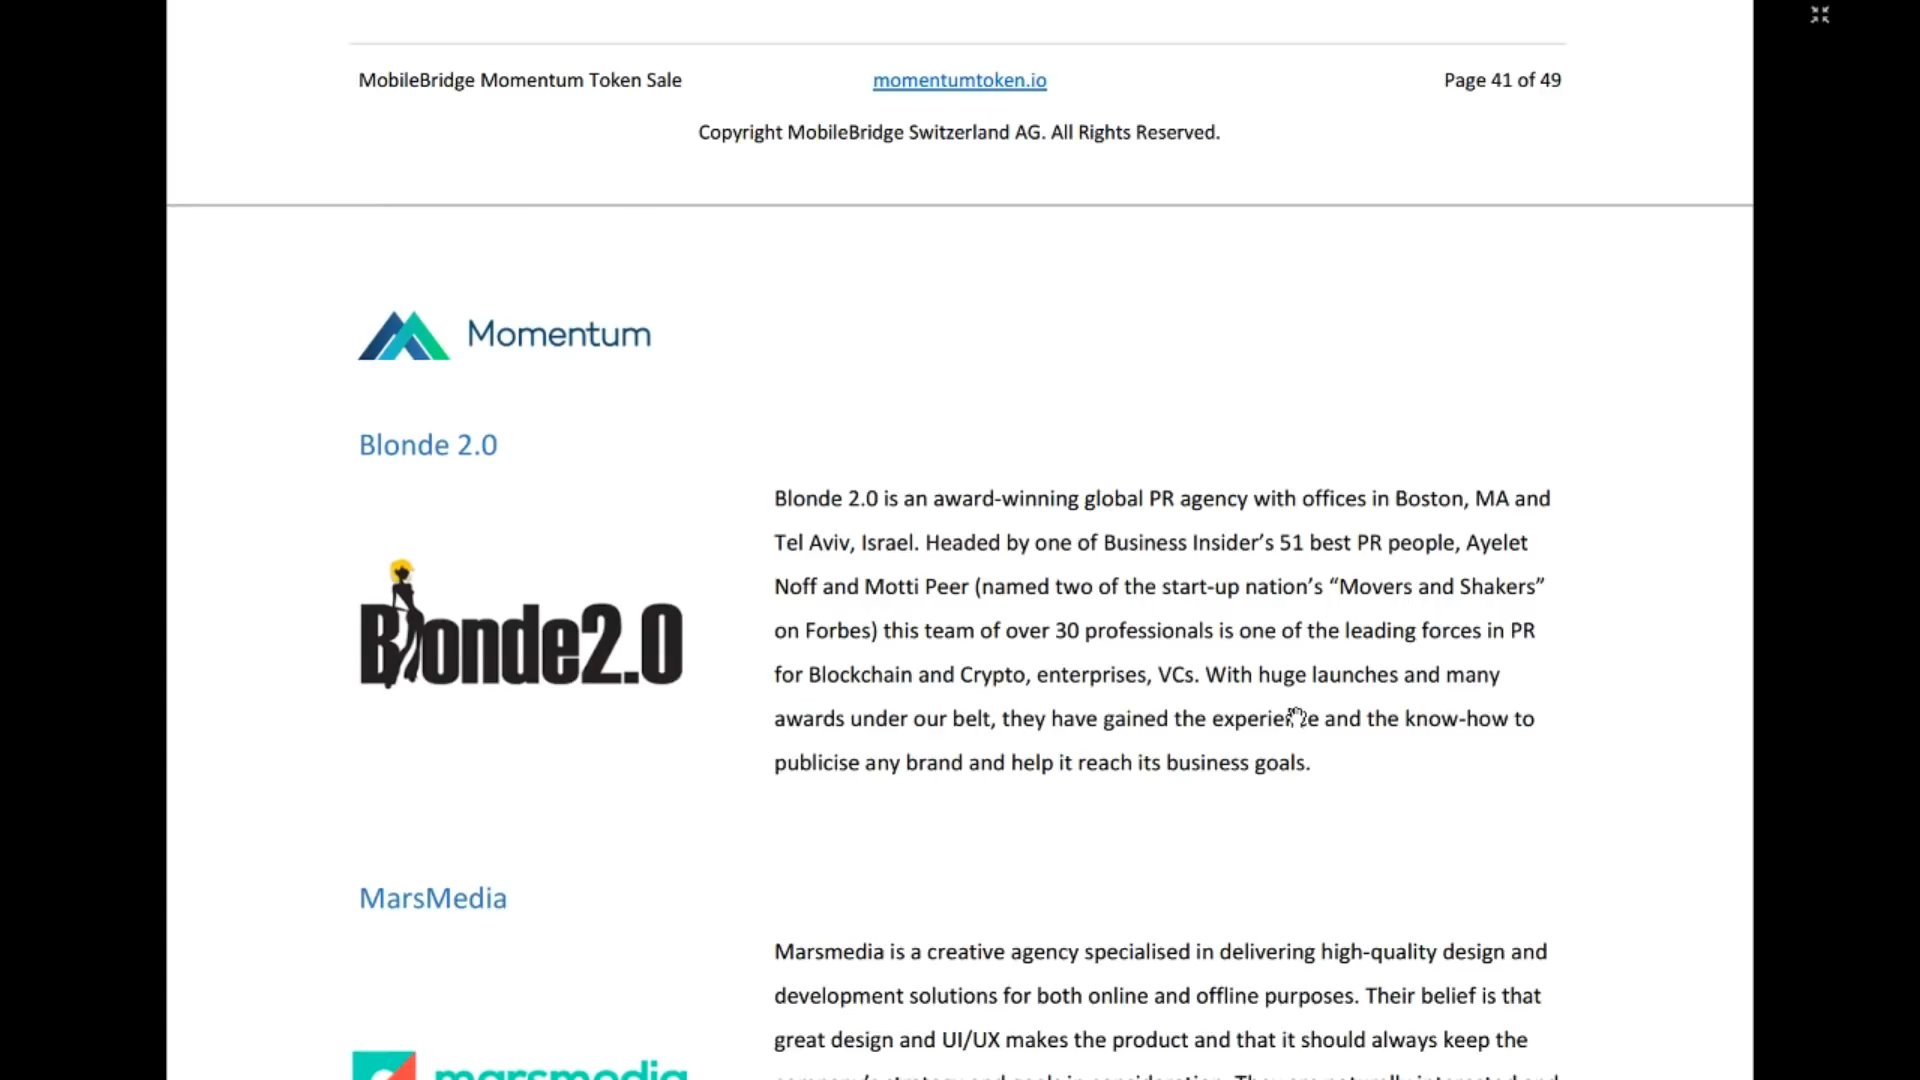 MobileBridge Momentum Token Sale momentumtoken.io Page 41 of 49
Copyright MobileBridge Switzerland AG. All Rights Reserved.
Momentum
Blonde 2.0
Blonde 2.0 is an award-winning global PR agency with offices in Boston, MA and
Tel Aviv, Israel. Headed by one of Business Insider’s 51 best PR people, Ayelet
Noff and Motti Peer (named two of the start-up nation’s “Movers and Shakers”
on Forbes) this team of over 30 professionals is one of the leading forces in PR
for Blockchain and Crypto, enterprises, VCs. With huge launches and many
awards under our belt, they have gained the experience and the know-how to
publicise any brand and help it reach its business goals.
Blonde2.0
MarsMedia
Marsmedia is a creative agency specialised in delivering high-quality design and
development solutions for both online and offline purposes. Their belief is that
great design and UI/UX makes the product and that it should always keep the
marsmedia